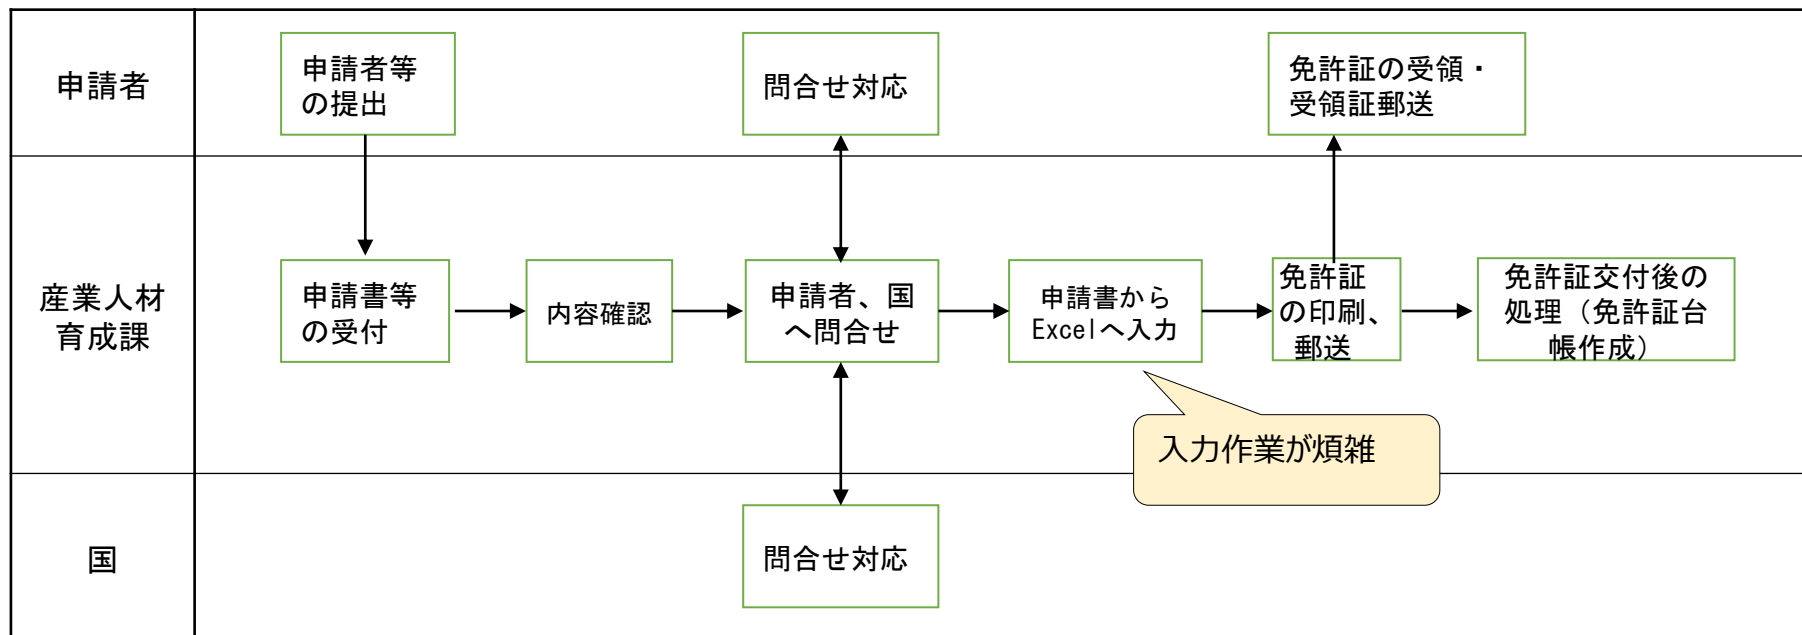 申請者
申請者等
の提出
問合せ対応
免許証の受領・
受領証郵送
産業人材
育成課
申請書等
の受付
内容確認
申請者、国
へ問合せ
申請書から
Excelへ入力
免許証
の印刷、
郵送
免許証交付後の
処理（免許証台
帳作成）
入力作業が煩雑
国
問合せ対応